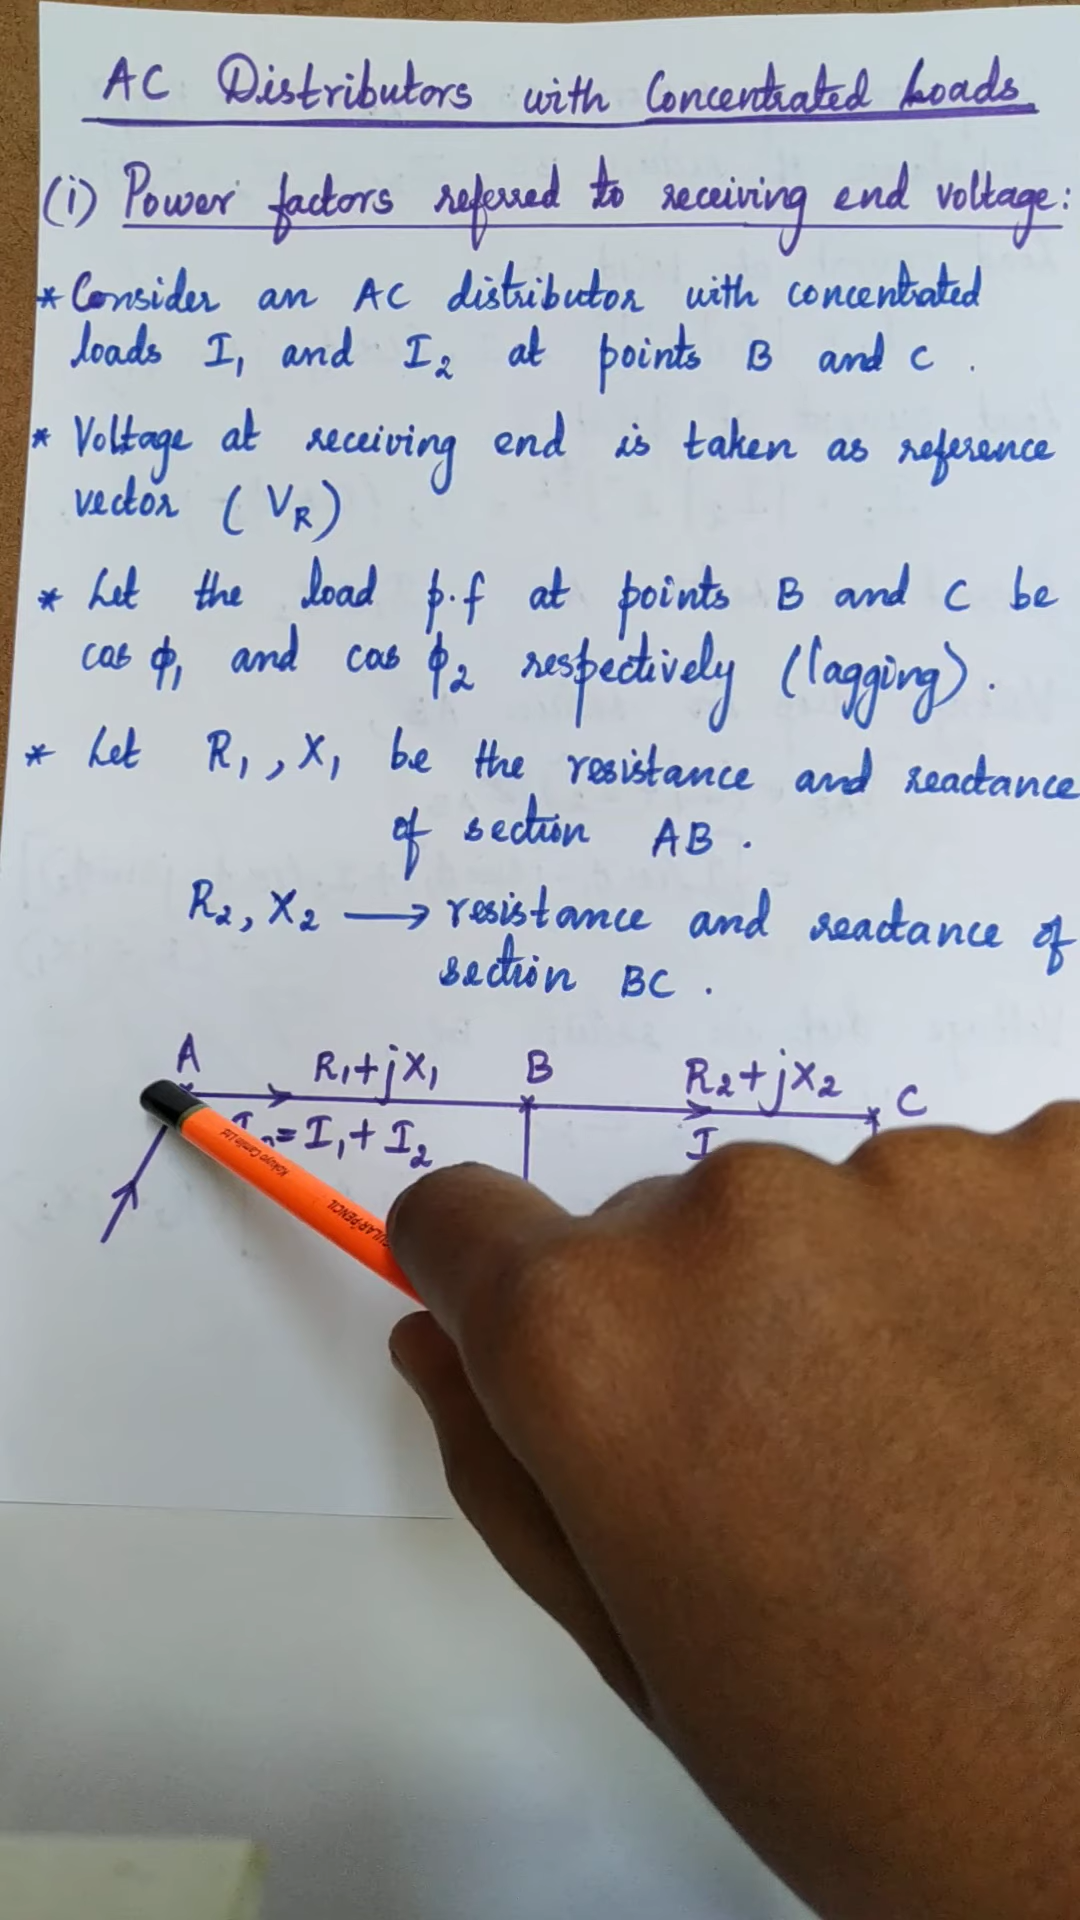 AC Distributors with Concentrated Loads
(i) Power factors referred to receiving end voltage:
* Consider an AC distributor with concentrated
loads I₁ and I₂ at points B and C.
* Voltage at receiving end is taken as reference
vector (V_R)
* Let the load p.f at points B and C be
cos ϕ₁ and cos ϕ₂ respectively (lagging).
* Let R₁, X₁ be the resistance and reactance
of section AB.
R₂, X₂ → resistance and reactance of
section BC.
A R₁+jX₁ B R₂+jX₂ C
= I₁ + I₂ I